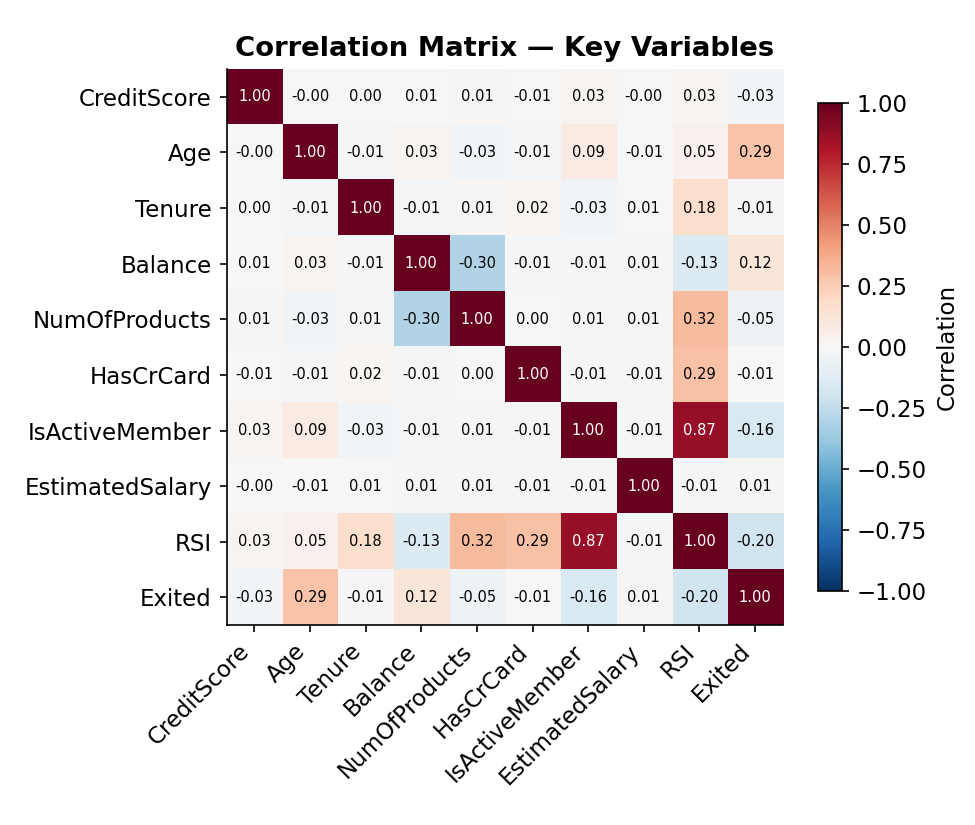 Correlation Matrix — Key Variables
CreditScore 1.00 -0.00 0.00 0.01 0.01 -0.01 0.03 -0.00 0.03 -0.03
Age -0.00 1.00 -0.01 0.03 -0.03 -0.01 0.09 -0.01 0.05 0.29
Tenure 0.00 -0.01 1.00 -0.01 0.01 0.02 -0.03 0.01 0.18 -0.01
Balance 0.01 0.03 -0.01 1.00 -0.30 -0.01 -0.01 0.01 -0.13 0.12
NumOfProducts 0.01 -0.03 0.01 -0.30 1.00 0.00 0.01 0.01 0.32 -0.05
HasCrCard -0.01 -0.01 0.02 -0.01 0.00 1.00 -0.01 -0.01 0.29 -0.01
IsActiveMember 0.03 0.09 -0.03 -0.01 0.01 -0.01 1.00 -0.01 0.87 -0.16
EstimatedSalary -0.00 -0.01 0.01 0.01 0.01 -0.01 -0.01 1.00 -0.01 0.01
RSI 0.03 0.05 0.18 -0.13 0.32 0.29 0.87 -0.01 1.00 -0.20
Exited -0.03 0.29 -0.01 0.12 -0.05 -0.01 -0.16 0.01 -0.20 1.00
CreditScore
Age
Tenure
Balance
NumOfProducts
HasCrCard
IsActiveMember
EstimatedSalary
RSI
Exited
1.00
0.75
0.50
0.25
0.00
−0.25
−0.50
−0.75
−1.00
Correlation